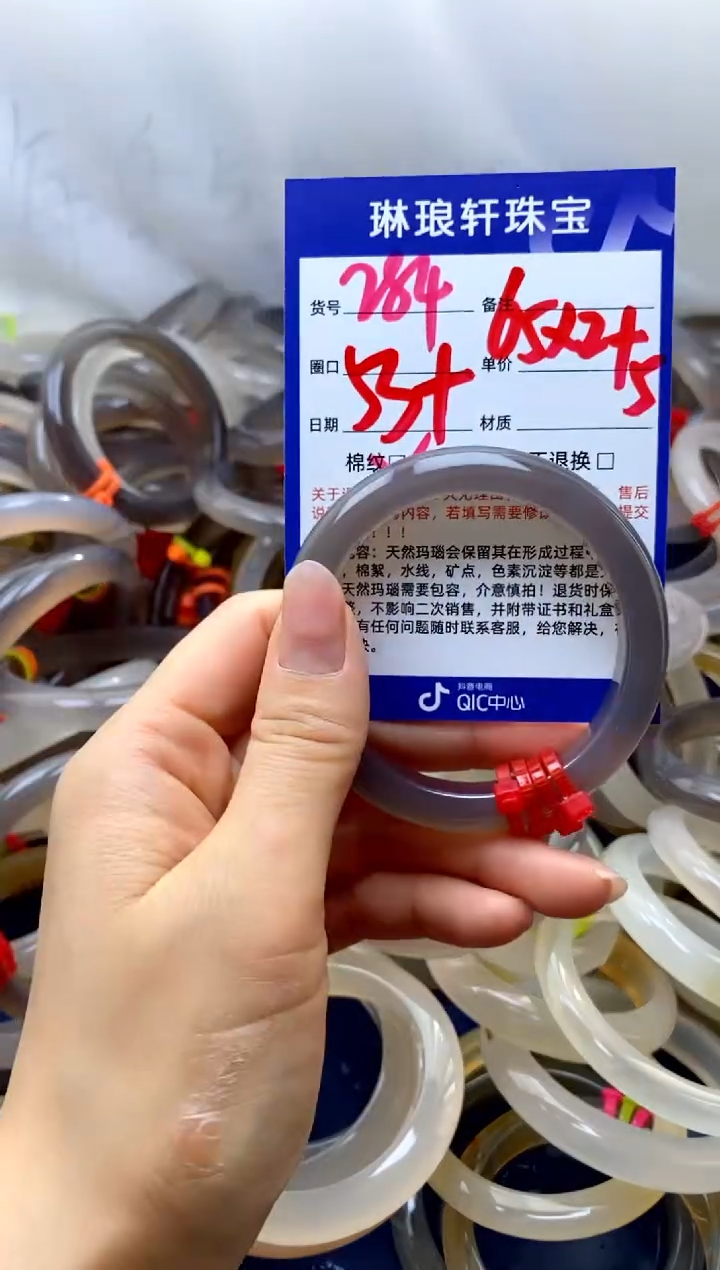 琳琅轩珠宝
货号 284 备注 65x2+5
圈口 53+ 单价
日期 材质
棉纹□ 退换□
关于 售后
内容，若填写需要修 提交
！！！
容：天然玛瑙会保留其在形成过程
，棉絮，水线，矿点，色素沉淀等都是
天然玛瑙需要包容，介意慎拍！退货时保
，不影响二次销售，并附带证书和礼盒
有任何问题随时联系客服，给您解决，
决。
抖音电商
QIC中心